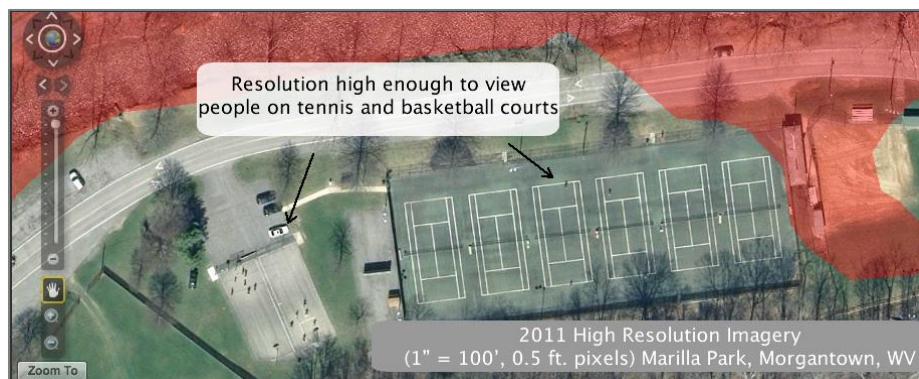 Resolution high enough to view
people on tennis and basketball courts
2011 High Resolution Imagery
(1" = 100', 0.5 ft. pixels) Marilla Park, Morgantown, WV
Zoom To